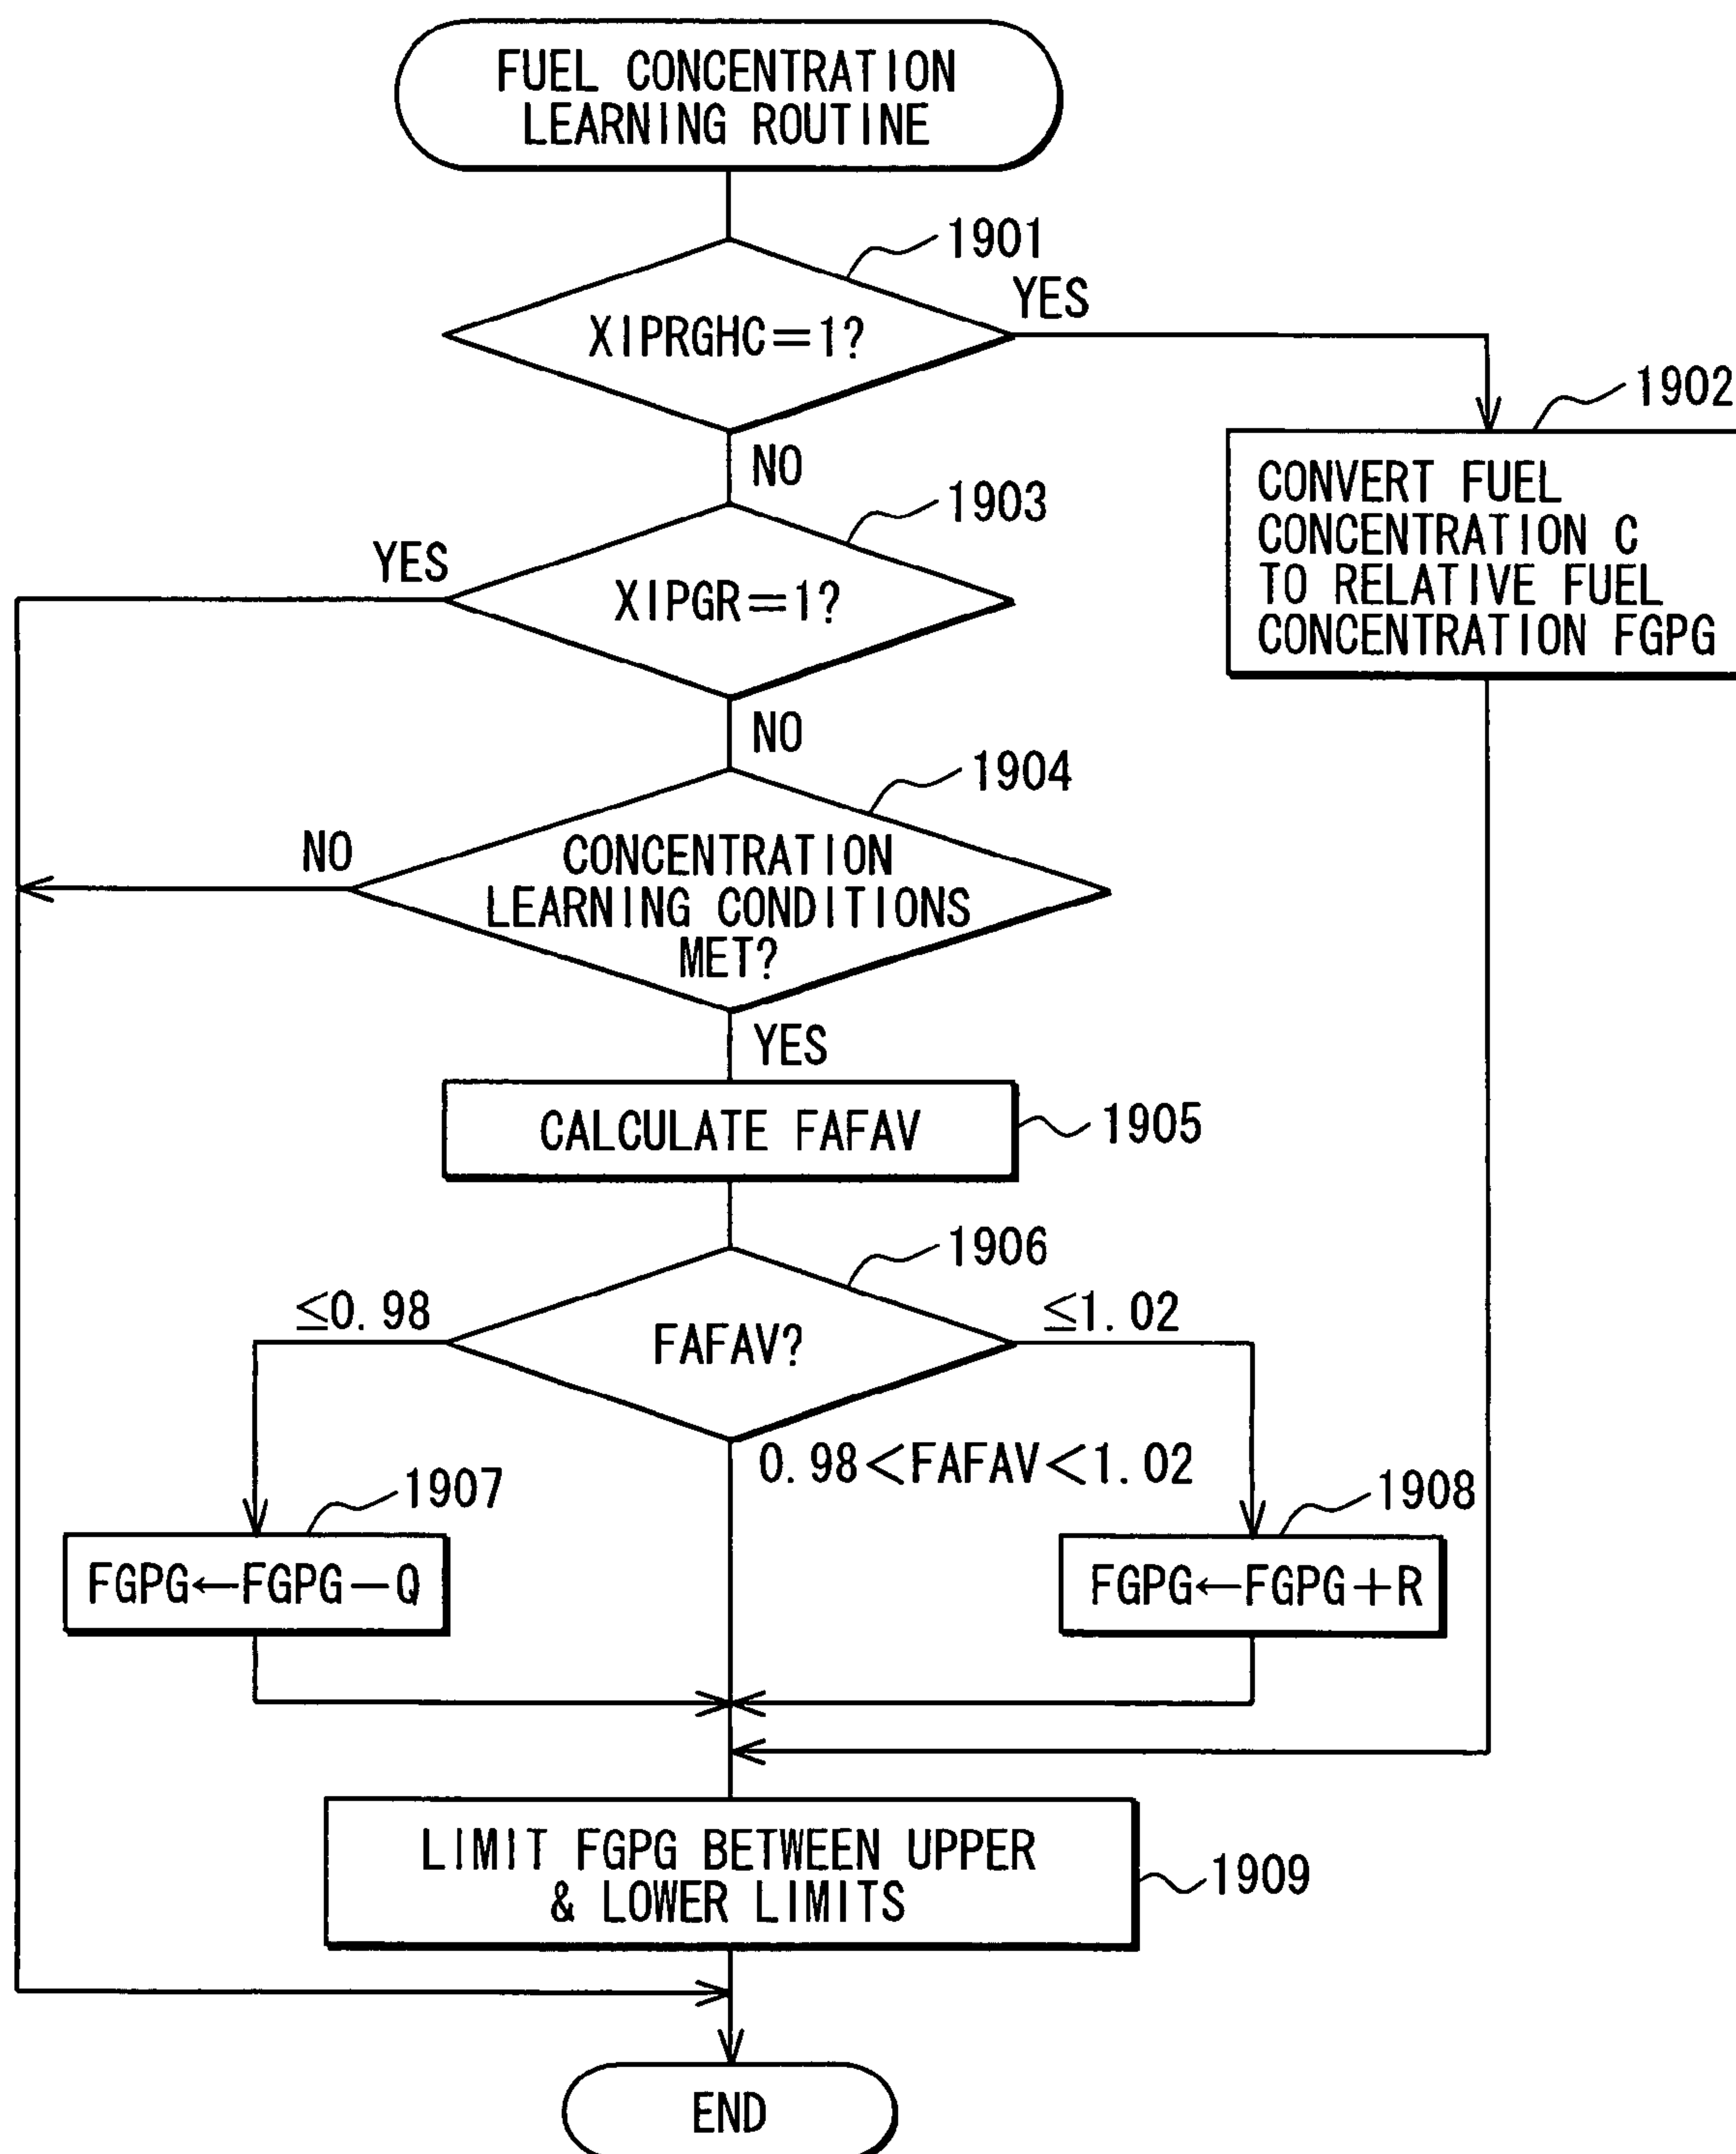 FUEL CONCENTRATION
LEARNING ROUTINE
1901
XIPRGHC=1?
YES
NO
1902
CONVERT FUEL
CONCENTRATION C
TO RELATIVE FUEL
CONCENTRATION FGPG
1903
YES
XIPGR=1?
NO
1904
NO
CONCENTRATION
LEARNING CONDITIONS
MET?
YES
CALCULATE FAFAV
1905
1906
≦0.98
FAFAV?
≦1.02
0.98<FAFAV<1.02
1907
FGPG←FGPG-Q
1908
FGPG←FGPG+R
LIMIT FGPG BETWEEN UPPER
& LOWER LIMITS
1909
END